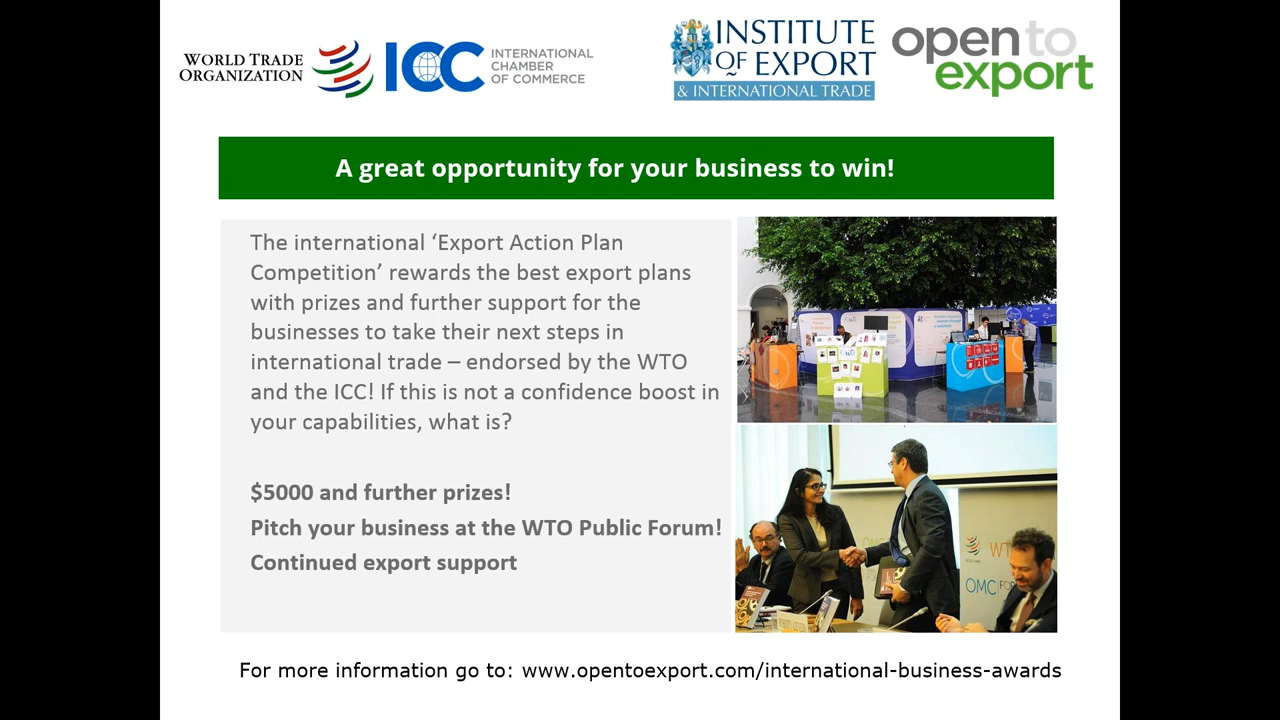 WORLD TRADE
ORGANIZATION
ICC
INTERNATIONAL
CHAMBER
OF COMMERCE
INSTITUTE
OF EXPORT
& INTERNATIONAL TRADE
open to
export
A great opportunity for your business to win!
The international ‘Export Action Plan
Competition’ rewards the best export plans
with prizes and further support for the
businesses to take their next steps in
international trade – endorsed by the WTO
and the ICC! If this is not a confidence boost in
your capabilities, what is?
$5000 and further prizes!
Pitch your business at the WTO Public Forum!
Continued export support
OMC
For more information go to: www.opentoexport.com/international-business-awards